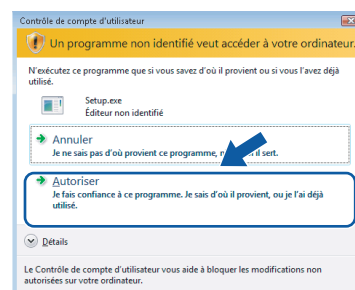 Contrôle de compte d'utilisateur
Un programme non identifié veut accéder à votre ordinateur.
N'exécutez ce programme que si vous savez d'où il provient ou si vous l'avez déjà
utilisé.
Setup.exe
Éditeur non identifié
Annuler
Je ne sais pas d'où provient ce programme, il sert.
Autoriser
Je fais confiance à ce programme. Je sais d'où il provient, ou je l'ai déjà
utilisé.
Détails
Le Contrôle de compte d'utilisateur vous aide à bloquer les modifications non
autorisées sur votre ordinateur.